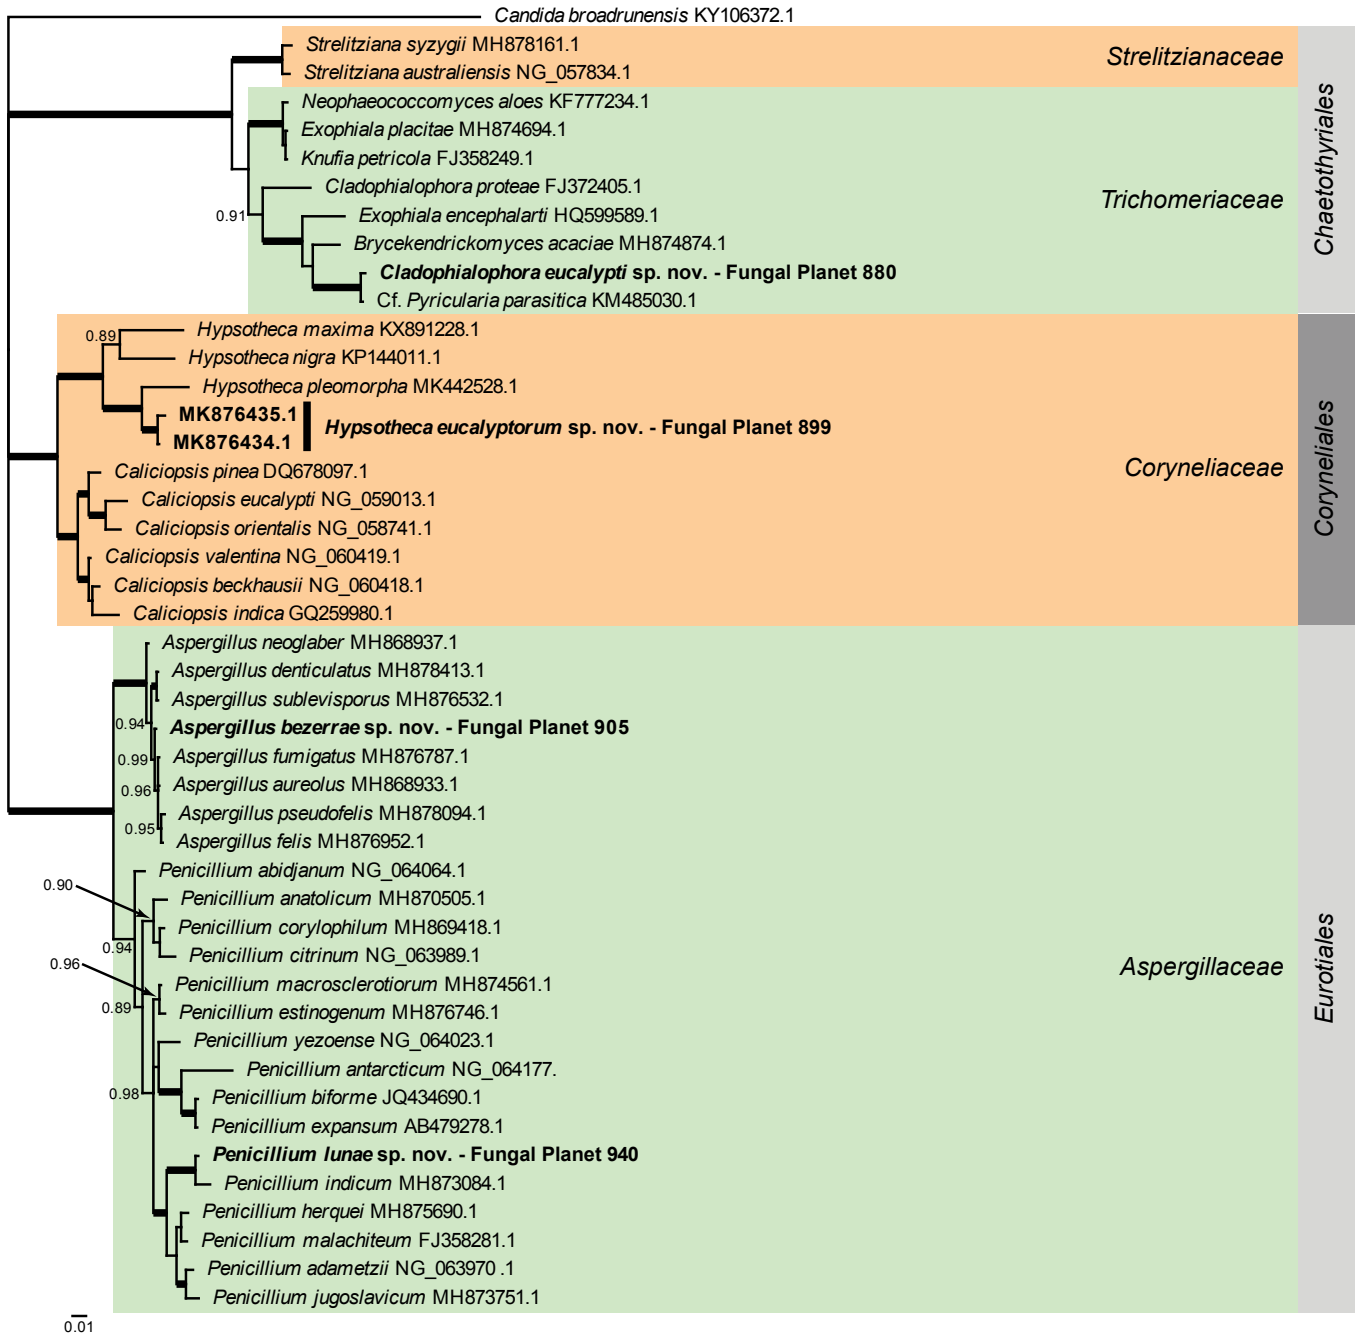 Candida broadrunensis KY106372.1
Strelitziana syzygii MH878161.1
Strelitziana australiensis NG_057834.1
Strelitzianaceae
Neophaeococcomyces aloes KF777234.1
Exophiala placitae MH874694.1
Knufia petricola FJ358249.1
Cladophialophora proteae FJ372405.1
0.91
Exophiala encephalarti HQ599589.1
Brycekendrickomyces acaciae MH874874.1
Cladophialophora eucalypti sp. nov. - Fungal Planet 880
Cf. Pyricularia parasitica KM485030.1
Trichomeriaceae
Chaetothyriales
Hypsotheca maxima KX891228.1
0.89
Hypsotheca nigra KP144011.1
Hypsotheca pleomorpha MK442528.1
MK876435.1
MK876434.1
Hypsotheca eucalyptorum sp. nov. - Fungal Planet 899
Caliciopsis pinea DQ678097.1
Caliciopsis eucalypti NG_059013.1
Caliciopsis orientalis NG_058741.1
Caliciopsis valentina NG_060419.1
Caliciopsis beckhausii NG_060418.1
Caliciopsis indica GQ259980.1
Coryneliaceae
Coryneliales
Aspergillus neoglaber MH868937.1
Aspergillus denticulatus MH878413.1
Aspergillus sublevisporus MH876532.1
0.94
Aspergillus bezerrae sp. nov. - Fungal Planet 905
0.99
Aspergillus fumigatus MH876787.1
0.96
Aspergillus aureolus MH868933.1
Aspergillus pseudofelis MH878094.1
0.95
Aspergillus felis MH876952.1
Penicillium abidjanum NG_064064.1
0.90
Penicillium anatolicum MH870505.1
Penicillium corylophilum MH869418.1
0.94
Penicillium citrinum NG_063989.1
0.96
Penicillium macrosclerotiorum MH874561.1
0.89
Penicillium estinogenum MH876746.1
Penicillium yezoense NG_064023.1
Penicillium antarcticum NG_064177.
0.98
Penicillium biforme JQ434690.1
Penicillium expansum AB479278.1
Penicillium lunae sp. nov. - Fungal Planet 940
Penicillium indicum MH873084.1
Penicillium herquei MH875690.1
Penicillium malachiteum FJ358281.1
Penicillium adametzii NG_063970 .1
Penicillium jugoslavicum MH873751.1
Aspergillaceae
Eurotiales
0.01